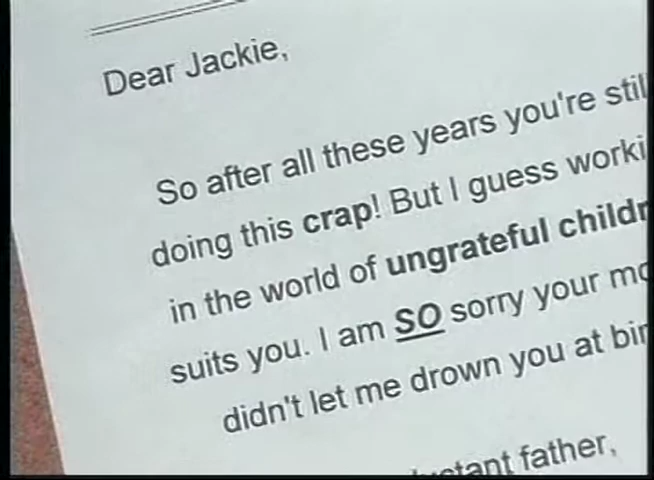 Dear Jackie,
So after all these years you're stil
doing this crap! But I guess worki
in the world of ungrateful childr
suits you. I am SO sorry your mo
didn't let me drown you at bir
father,